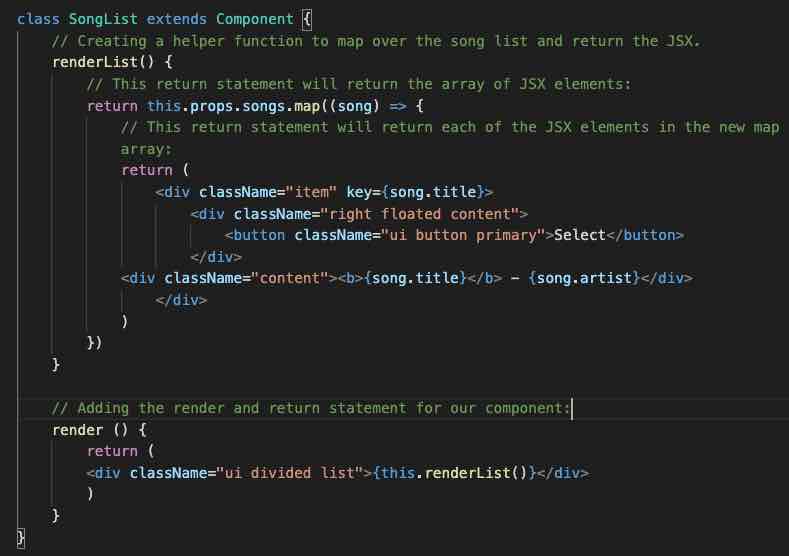 class SongList extends Component {
    // Creating a helper function to map over the song list and return the JSX.
    renderList() {
        // This return statement will return the array of JSX elements:
        return this.props.songs.map((song) => {
            // This return statement will return each of the JSX elements in the new map
            array:
            return (
                <div className="item" key={song.title}>
                    <div className="right floated content">
                        <button className="ui button primary">Select</button>
                    </div>
            <div className="content"><b>{song.title}</b> – {song.artist}</div>
                </div>
            )
        })
    }

    // Adding the render and return statement for our component:
    render () {
        return (
        <div className="ui divided list">{this.renderList()}</div>
        )
    }
}